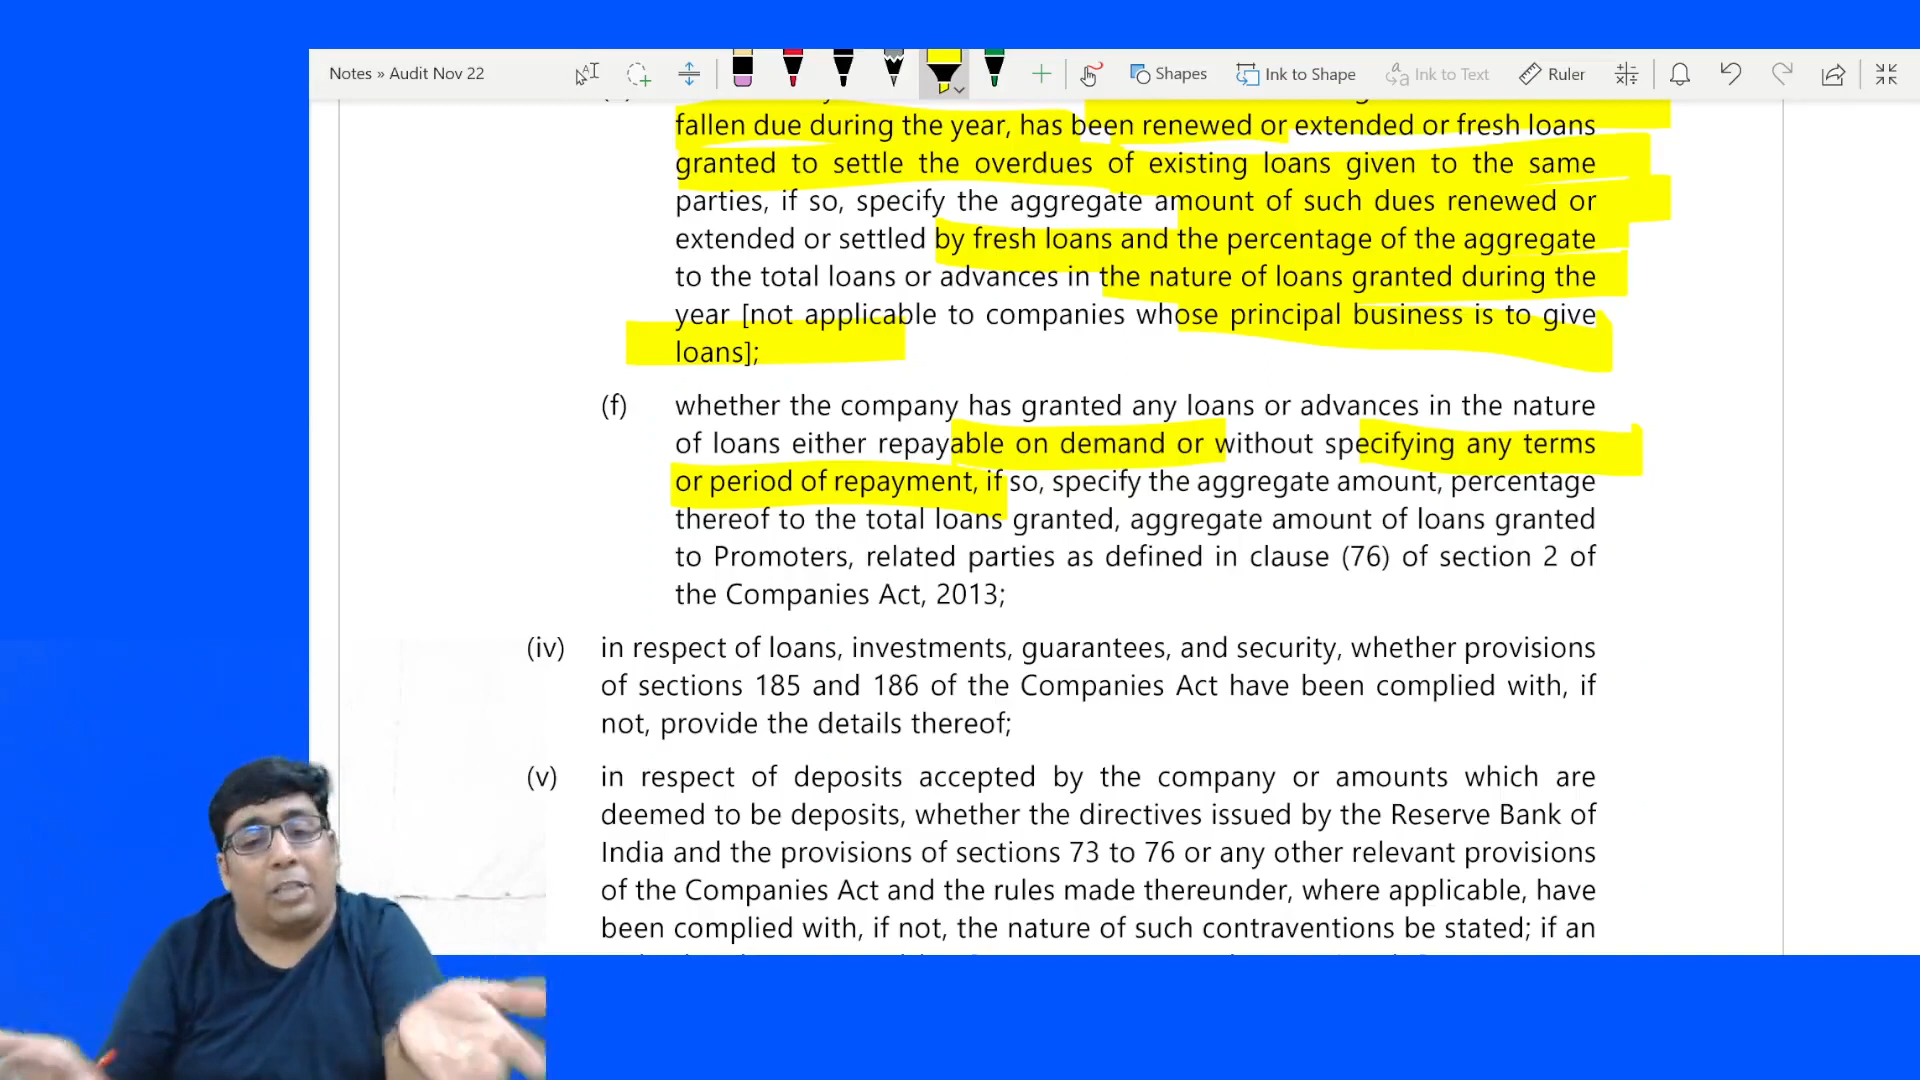 Notes » Audit Nov 22
Shapes
Ink to Shape
Ink to Text
Ruler
fallen due during the year, has been renewed or extended or fresh loans
granted to settle the overdues of existing loans given to the same
parties, if so, specify the aggregate amount of such dues renewed or
extended or settled by fresh loans and the percentage of the aggregate
to the total loans or advances in the nature of loans granted during the
year [not applicable to companies whose principal business is to give
loans];
(f) whether the company has granted any loans or advances in the nature
of loans either repayable on demand or without specifying any terms
or period of repayment, if so, specify the aggregate amount, percentage
thereof to the total loans granted, aggregate amount of loans granted
to Promoters, related parties as defined in clause (76) of section 2 of
the Companies Act, 2013;
(iv) in respect of loans, investments, guarantees, and security, whether provisions
of sections 185 and 186 of the Companies Act have been complied with, if
not, provide the details thereof;
(v) in respect of deposits accepted by the company or amounts which are
deemed to be deposits, whether the directives issued by the Reserve Bank of
India and the provisions of sections 73 to 76 or any other relevant provisions
of the Companies Act and the rules made thereunder, where applicable, have
been complied with, if not, the nature of such contraventions be stated; if an